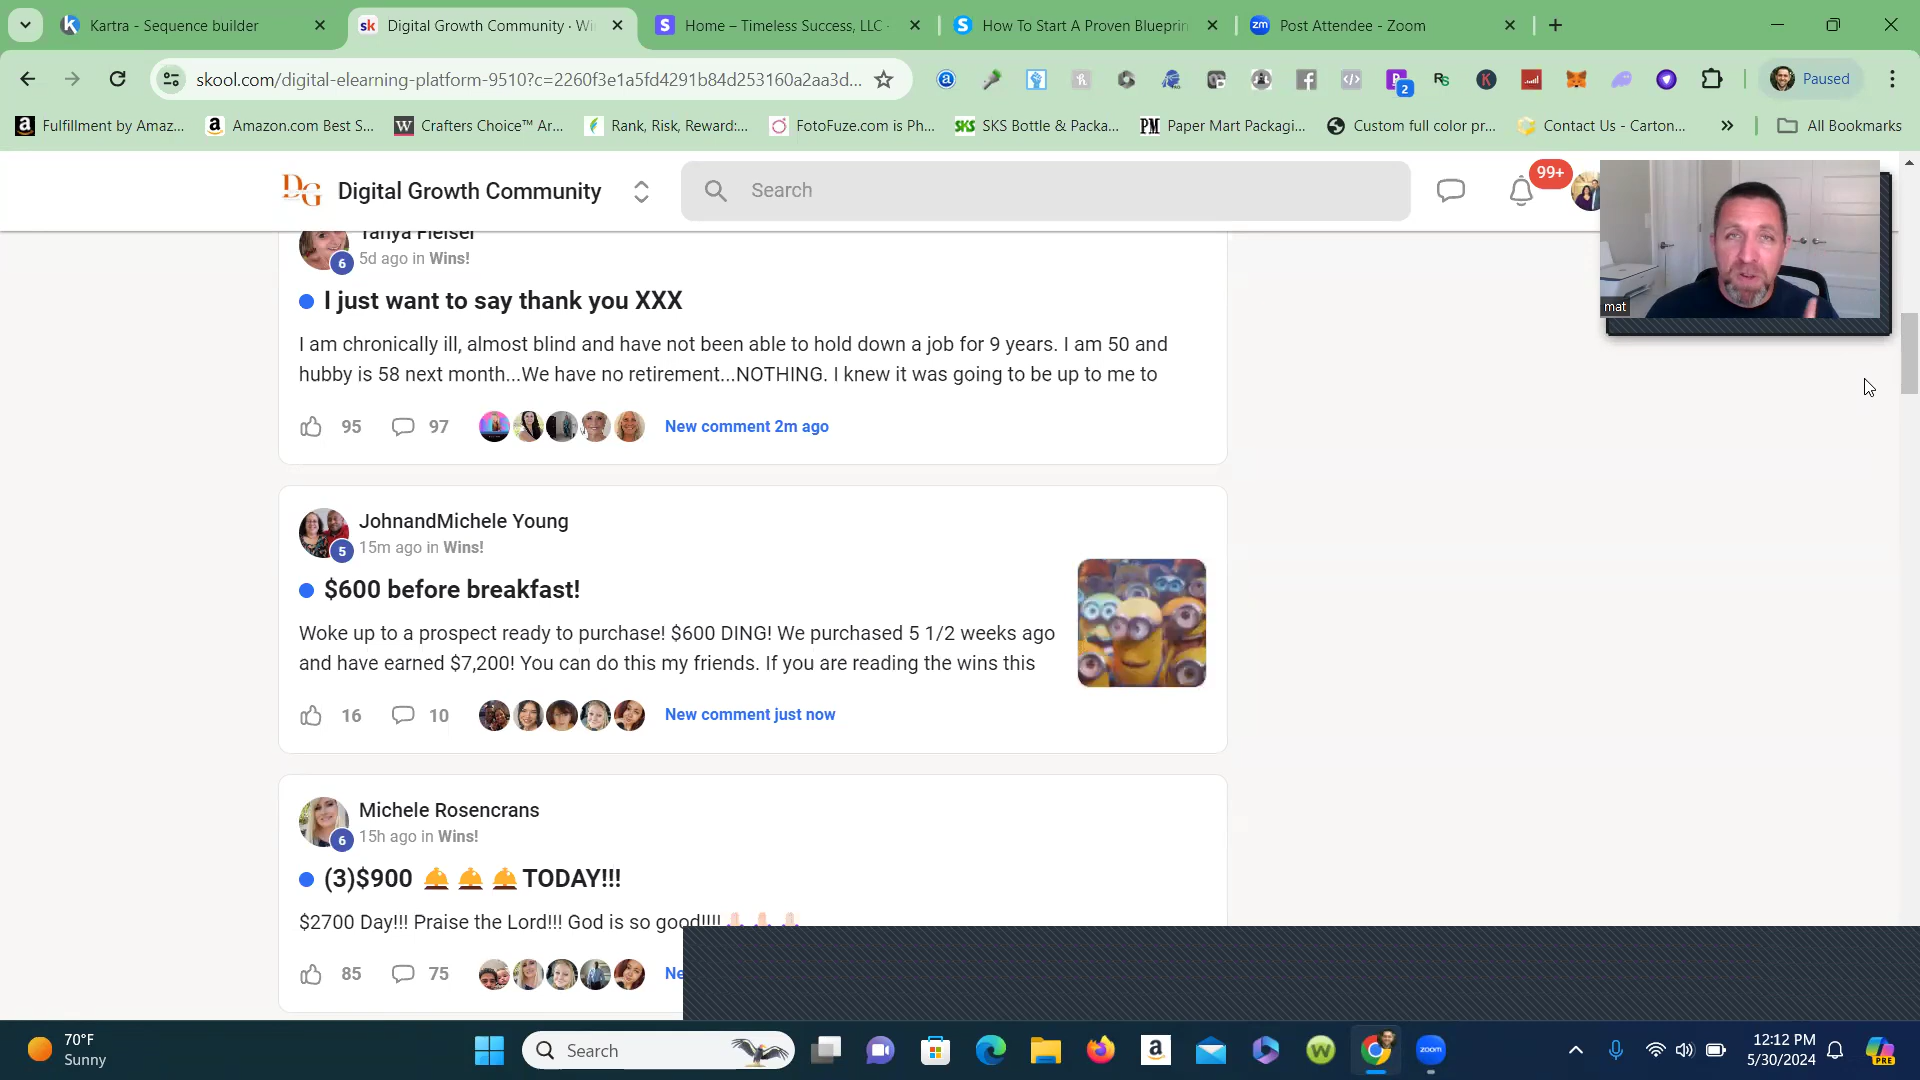 Kartra - Sequence builder
Digital Growth Community · Wi
Home – Timeless Success, LLC ·
How To Start A Proven Blueprin
Post Attendee - Zoom
skool.com/digital-elearning-platform-9510?c=2260f3e1a5fd4291b84d253160a2aa3d...
2
Paused
Fulfillment by Amaz...
Amazon.com Best S...
Crafters Choice™ Ar...
Rank, Risk, Reward:...
FotoFuze.com is Ph...
SKS Bottle & Packa...
Paper Mart Packagi...
Custom full color pr...
Contact Us - Carton...
All Bookmarks
DG
Digital Growth Community
Search
99+
mat
6
5d ago in Wins!
I just want to say thank you XXX
I am chronically ill, almost blind and have not been able to hold down a job for 9 years. I am 50 and
hubby is 58 next month...We have no retirement...NOTHING. I knew it was going to be up to me to
95
97
New comment 2m ago
JohnandMichele Young
5
15m ago in Wins!
$600 before breakfast!
Woke up to a prospect ready to purchase! $600 DING! We purchased 5 1/2 weeks ago
and have earned $7,200! You can do this my friends. If you are reading the wins this
16
10
New comment just now
Michele Rosencrans
6
15h ago in Wins!
(3)$900 🛎️ 🛎️ 🛎️ TODAY!!!
$2700 Day!!! Praise the Lord!!! God is so good!!!!
85
75
70°F
Sunny
Search
zoom
12:12 PM
5/30/2024
PRE